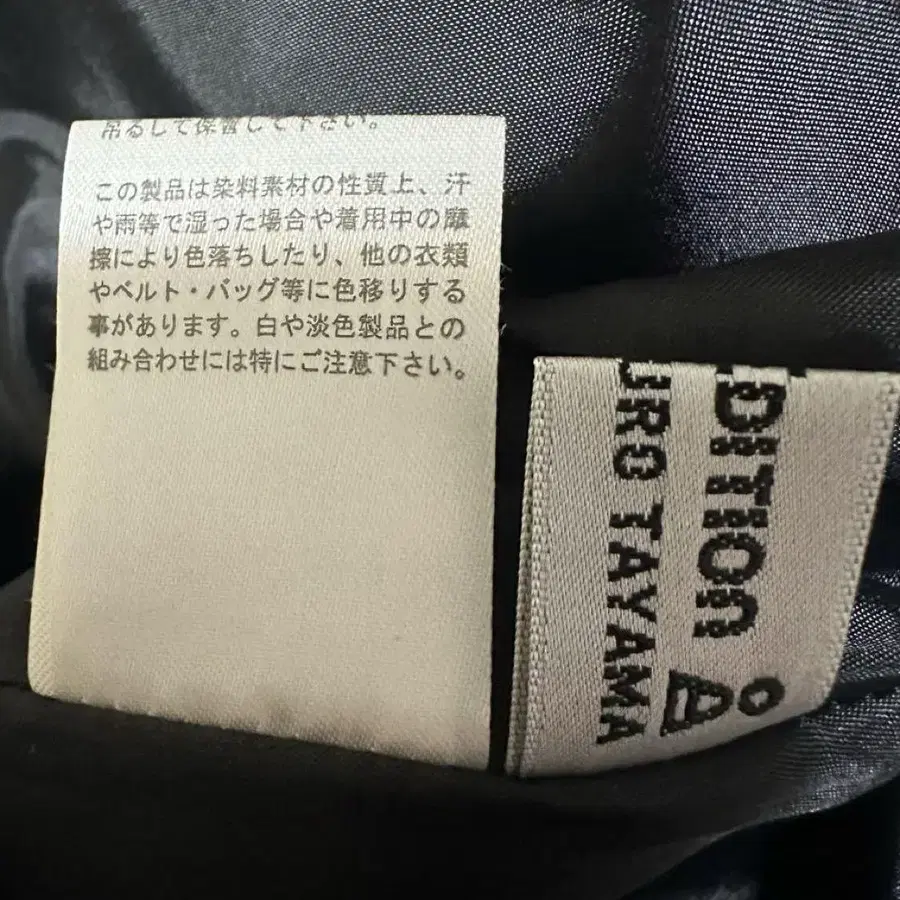 吊るして保管して下さい。
この製品は染料素材の性質上、汗
や雨等で湿った場合や着用中の摩
擦により色落ちしたり、他の衣類
やベルト・バッグ等に色移りする
事があります。白や淡色製品との
組み合わせには特にご注意下さい。
DITION
URO TAYAMA